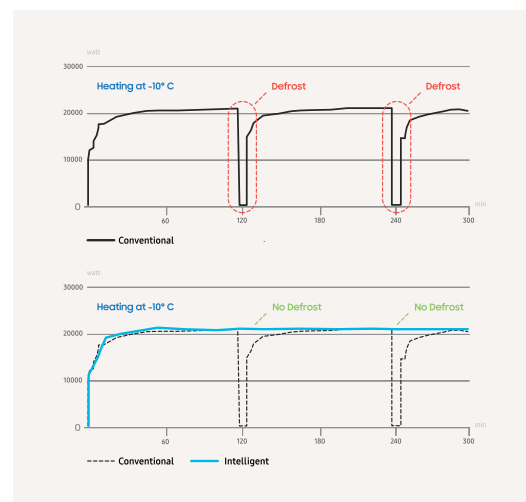 watt
30000
Heating at -10° C
Defrost
Defrost
20000
10000
0
min
60
120
180
240
300
Conventional
watt
30000
Heating at -10° C
No Defrost
No Defrost
20000
10000
0
min
60
120
180
240
300
Conventional
Intelligent